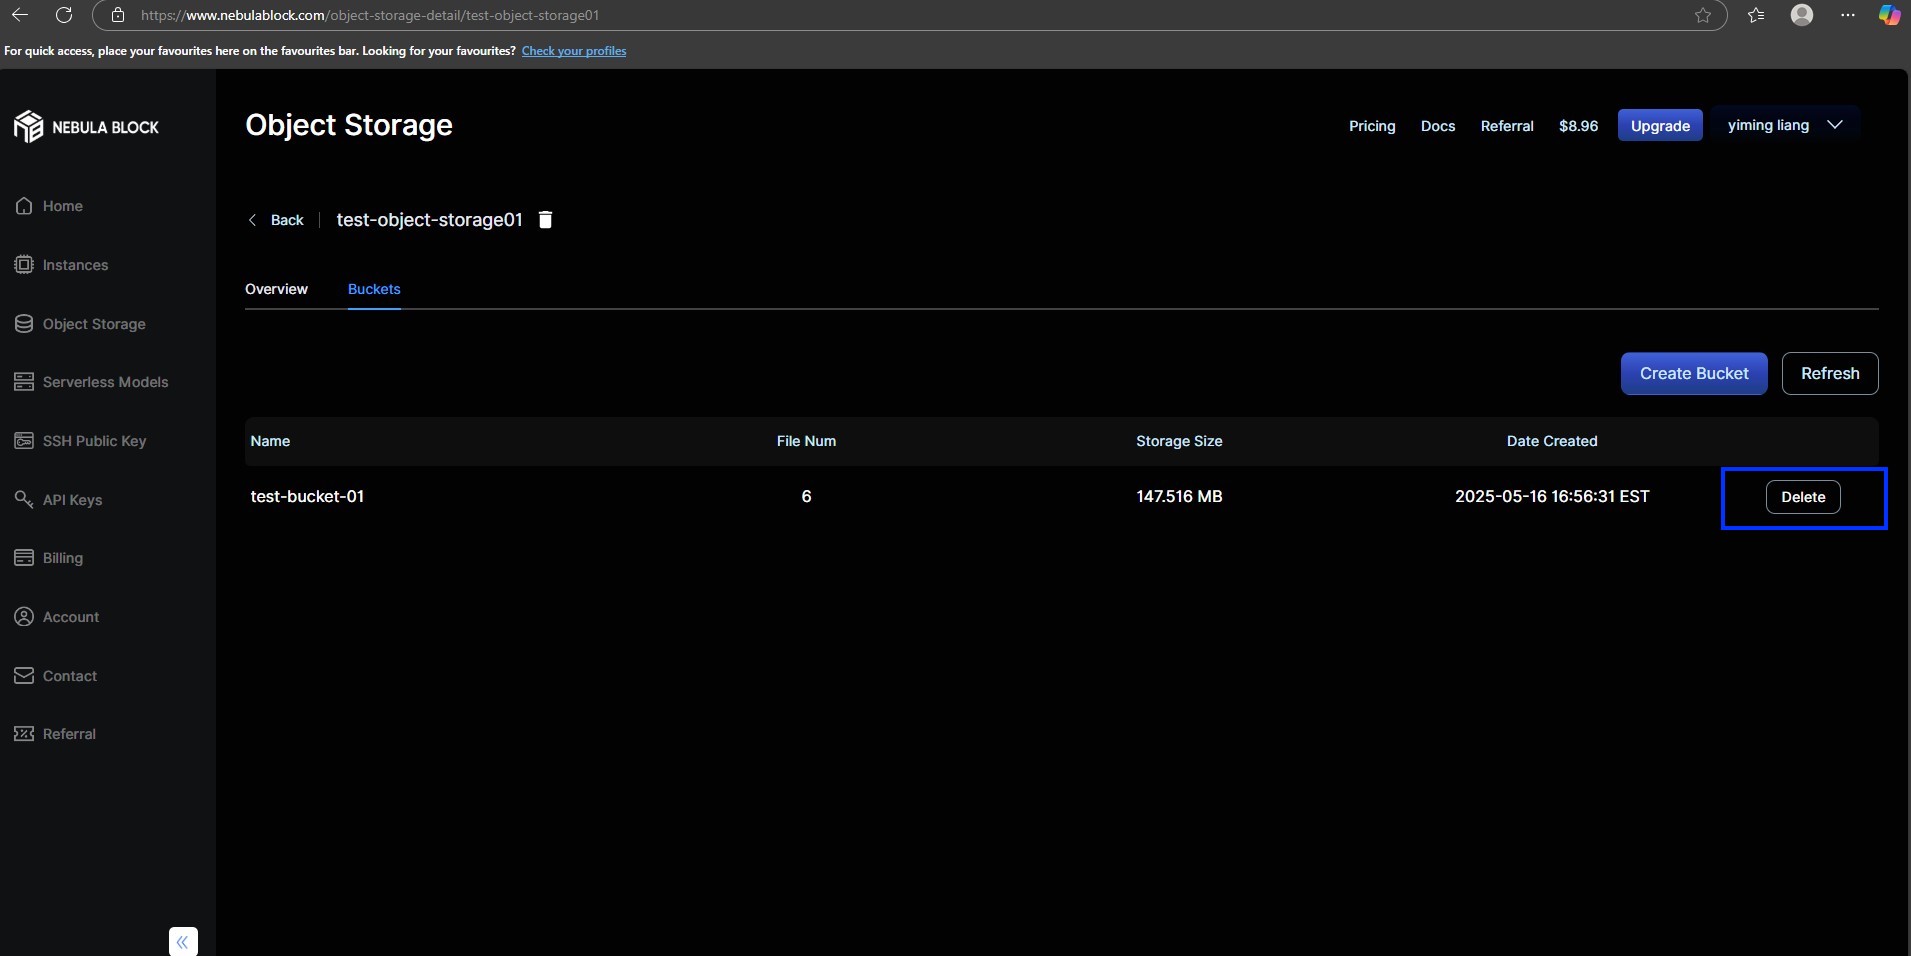 https://www.nebulablock.com/object-storage-detail/test-object-storage01
For quick access, place your favourites here on the favourites bar. Looking for your favourites? Check your profiles
NEBULA BLOCK
Object Storage
Pricing Docs Referral $8.96 Upgrade yiming liang
Home
Instances
Object Storage
Serverless Models
SSH Public Key
API Keys
Billing
Account
Contact
Referral
Back | test-object-storage01
Overview Buckets
Create Bucket Refresh
Name File Num Storage Size Date Created
test-bucket-01 6 147.516 MB 2025-05-16 16:56:31 EST Delete